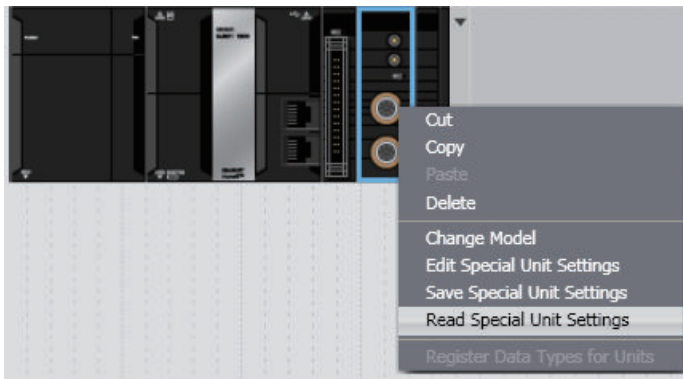 Cut
Copy
Paste
Delete
Change Model
Edit Special Unit Settings
Save Special Unit Settings
Read Special Unit Settings
Register Data Types for Units